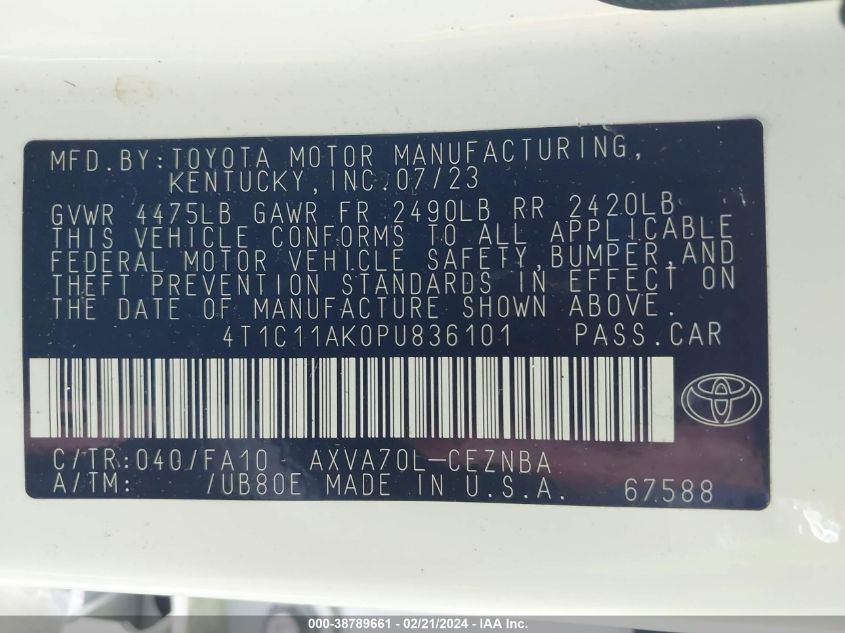 MFD.BY:TOYOTA MOTOR MANUFACTURING,
KENTUCKY,INC.07/23
GVWR 4475LB GAWR FR 2490LB RR 2420LB
THIS VEHICLE CONFORMS TO ALL APPLICABLE
FEDERAL MOTOR VEHICLE SAFETY,BUMPER,AND
THEFT PREVENTION STANDARDS IN EFFECT ON
THE DATE OF MANUFACTURE SHOWN ABOVE.
4T1C11AK0PU836101 PASS.CAR
C/TR:040/FA10 AXVA70L-CEZNBA
A/TM: /UB80E MADE IN U.S.A. 67588
000-38789661 - 02/21/2024 - IAA Inc.